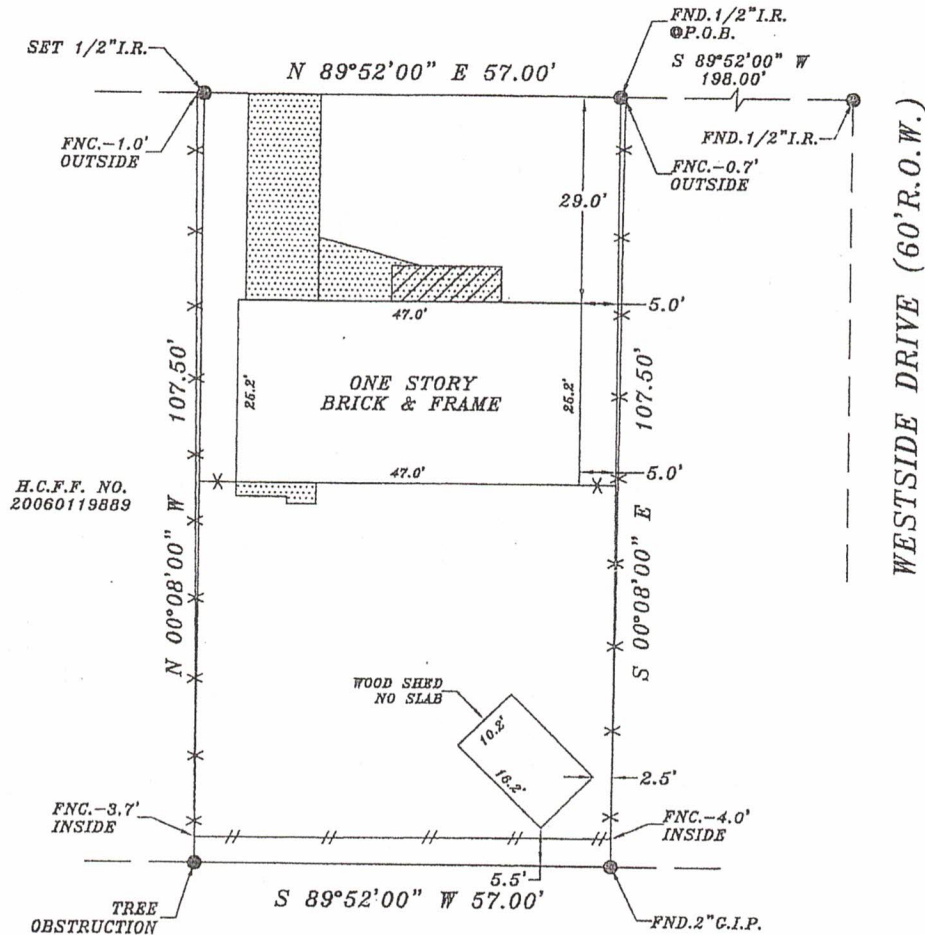 FND.1/2"I.R.
@P.O.B.
SET 1/2"I.R.
N 89°52'00" E 57.00'
S 89°52'00" W
198.00'
FNC.-1.0'
OUTSIDE
FND.1/2"I.R.
FNC.-0.7'
OUTSIDE
29.0'
WESTSIDE DRIVE (60'R.O.W.)
5.0'
47.0'
107.50'
25.2'
ONE STORY
BRICK & FRAME
25.2'
107.50'
47.0'
5.0'
H.C.F.F. NO.
20060119889
N 00°08'00" W
S 00°08'00" E
WOOD SHED
NO SLAB
10.2'
16.2'
2.5'
FNC.-3.7'
INSIDE
FNC.-4.0'
INSIDE
5.5'
S 89°52'00" W 57.00'
TREE
OBSTRUCTION
FND.2"G.I.P.